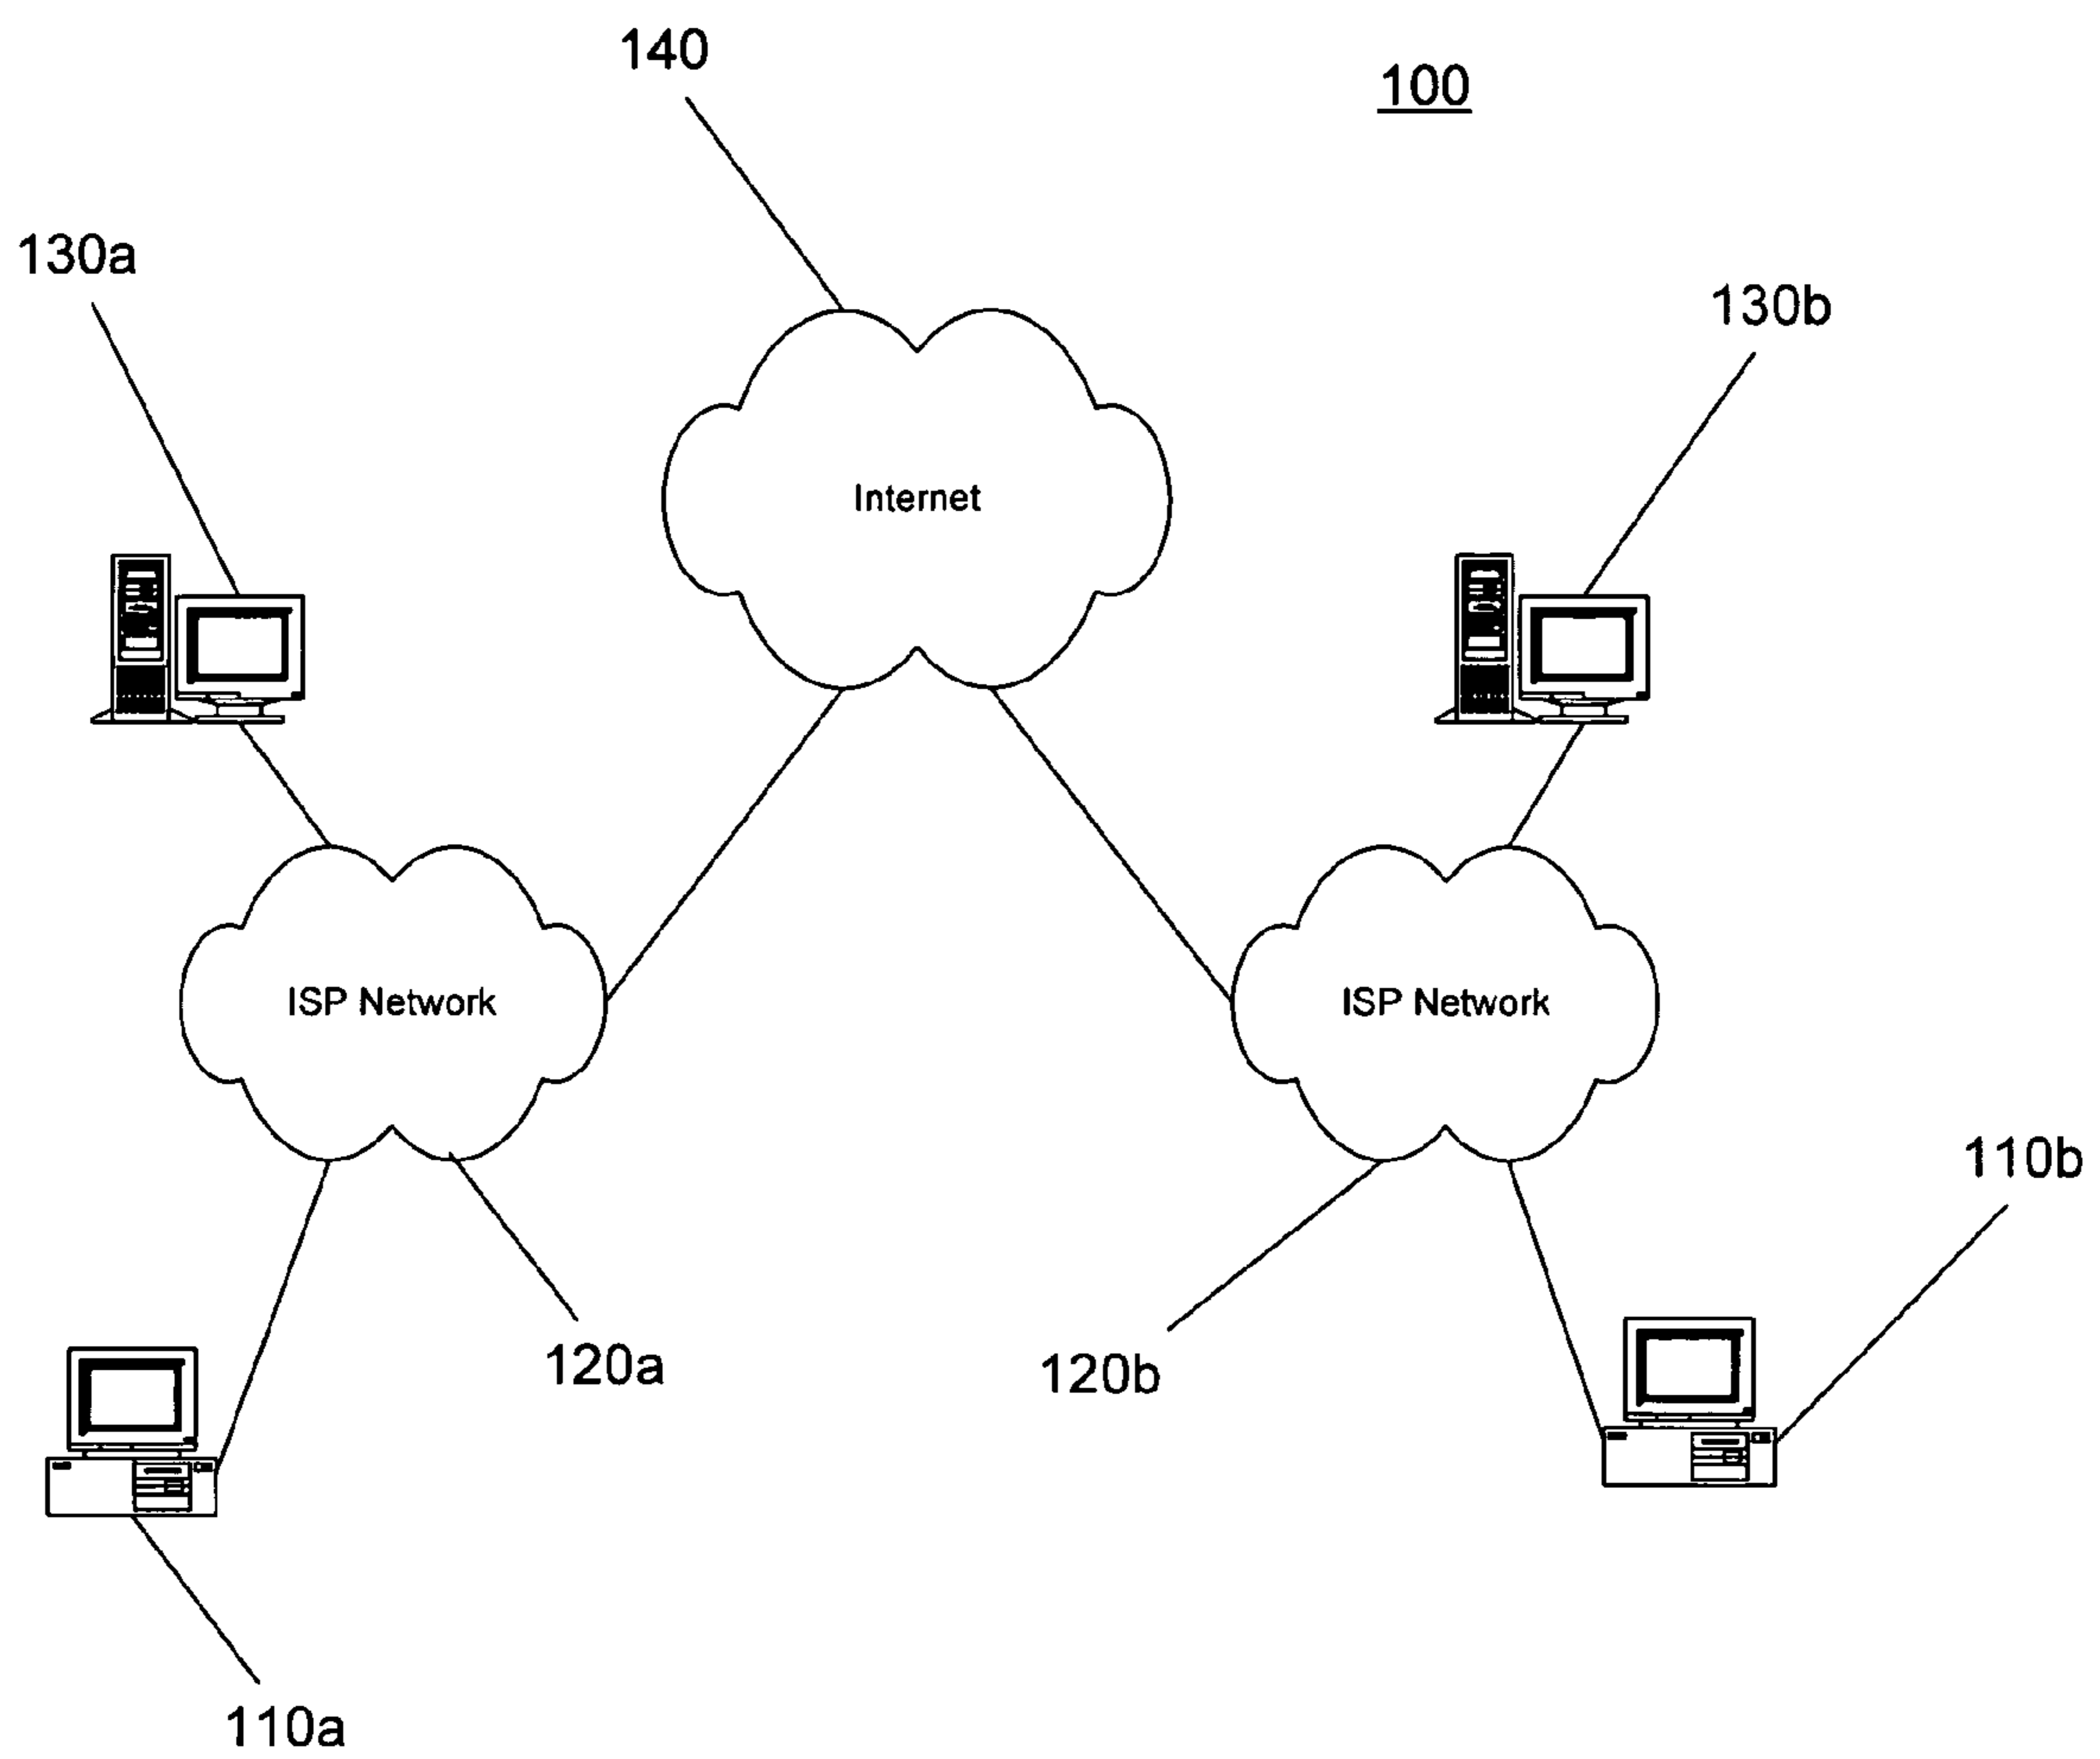 140
100
130a
130b
Internet
ISP Network
ISP Network
110b
120a
120b
110a